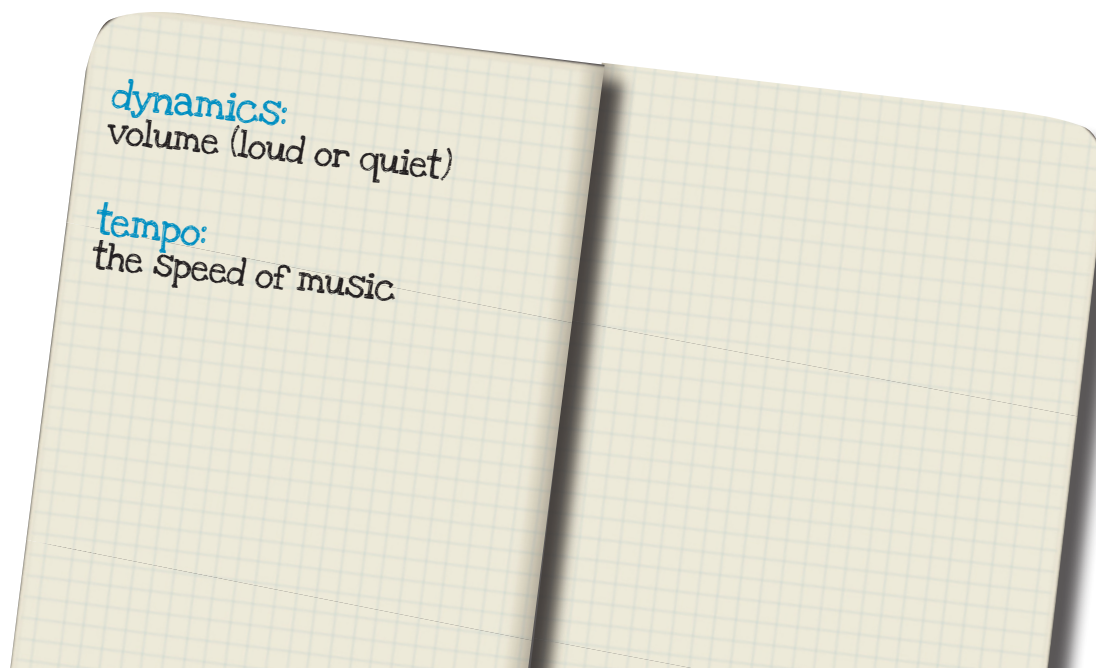 dynamics:
volume (loud or quiet)
tempo:
the speed of music